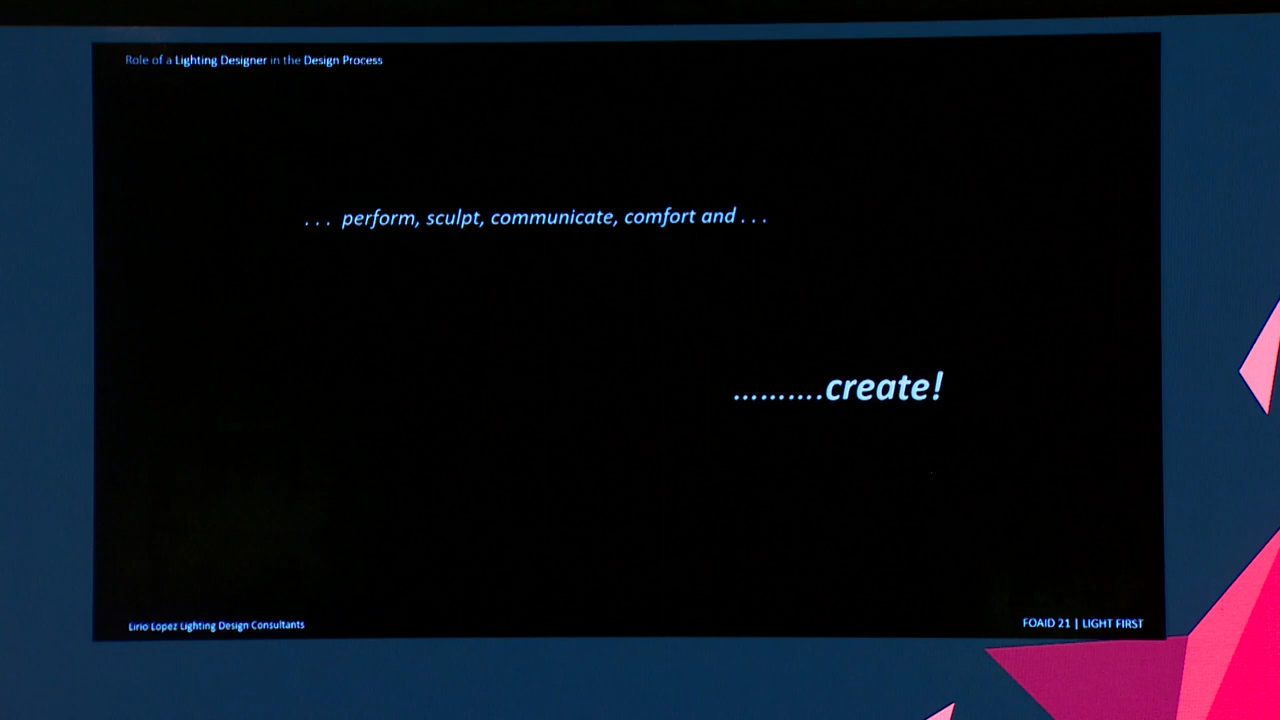 Role of a Lighting Designer in the Design Process
. . . perform, sculpt, communicate, comfort and . . .
..........create!
Lirio Lopez Lighting Design Consultants
FOAID 21 | LIGHT FIRST